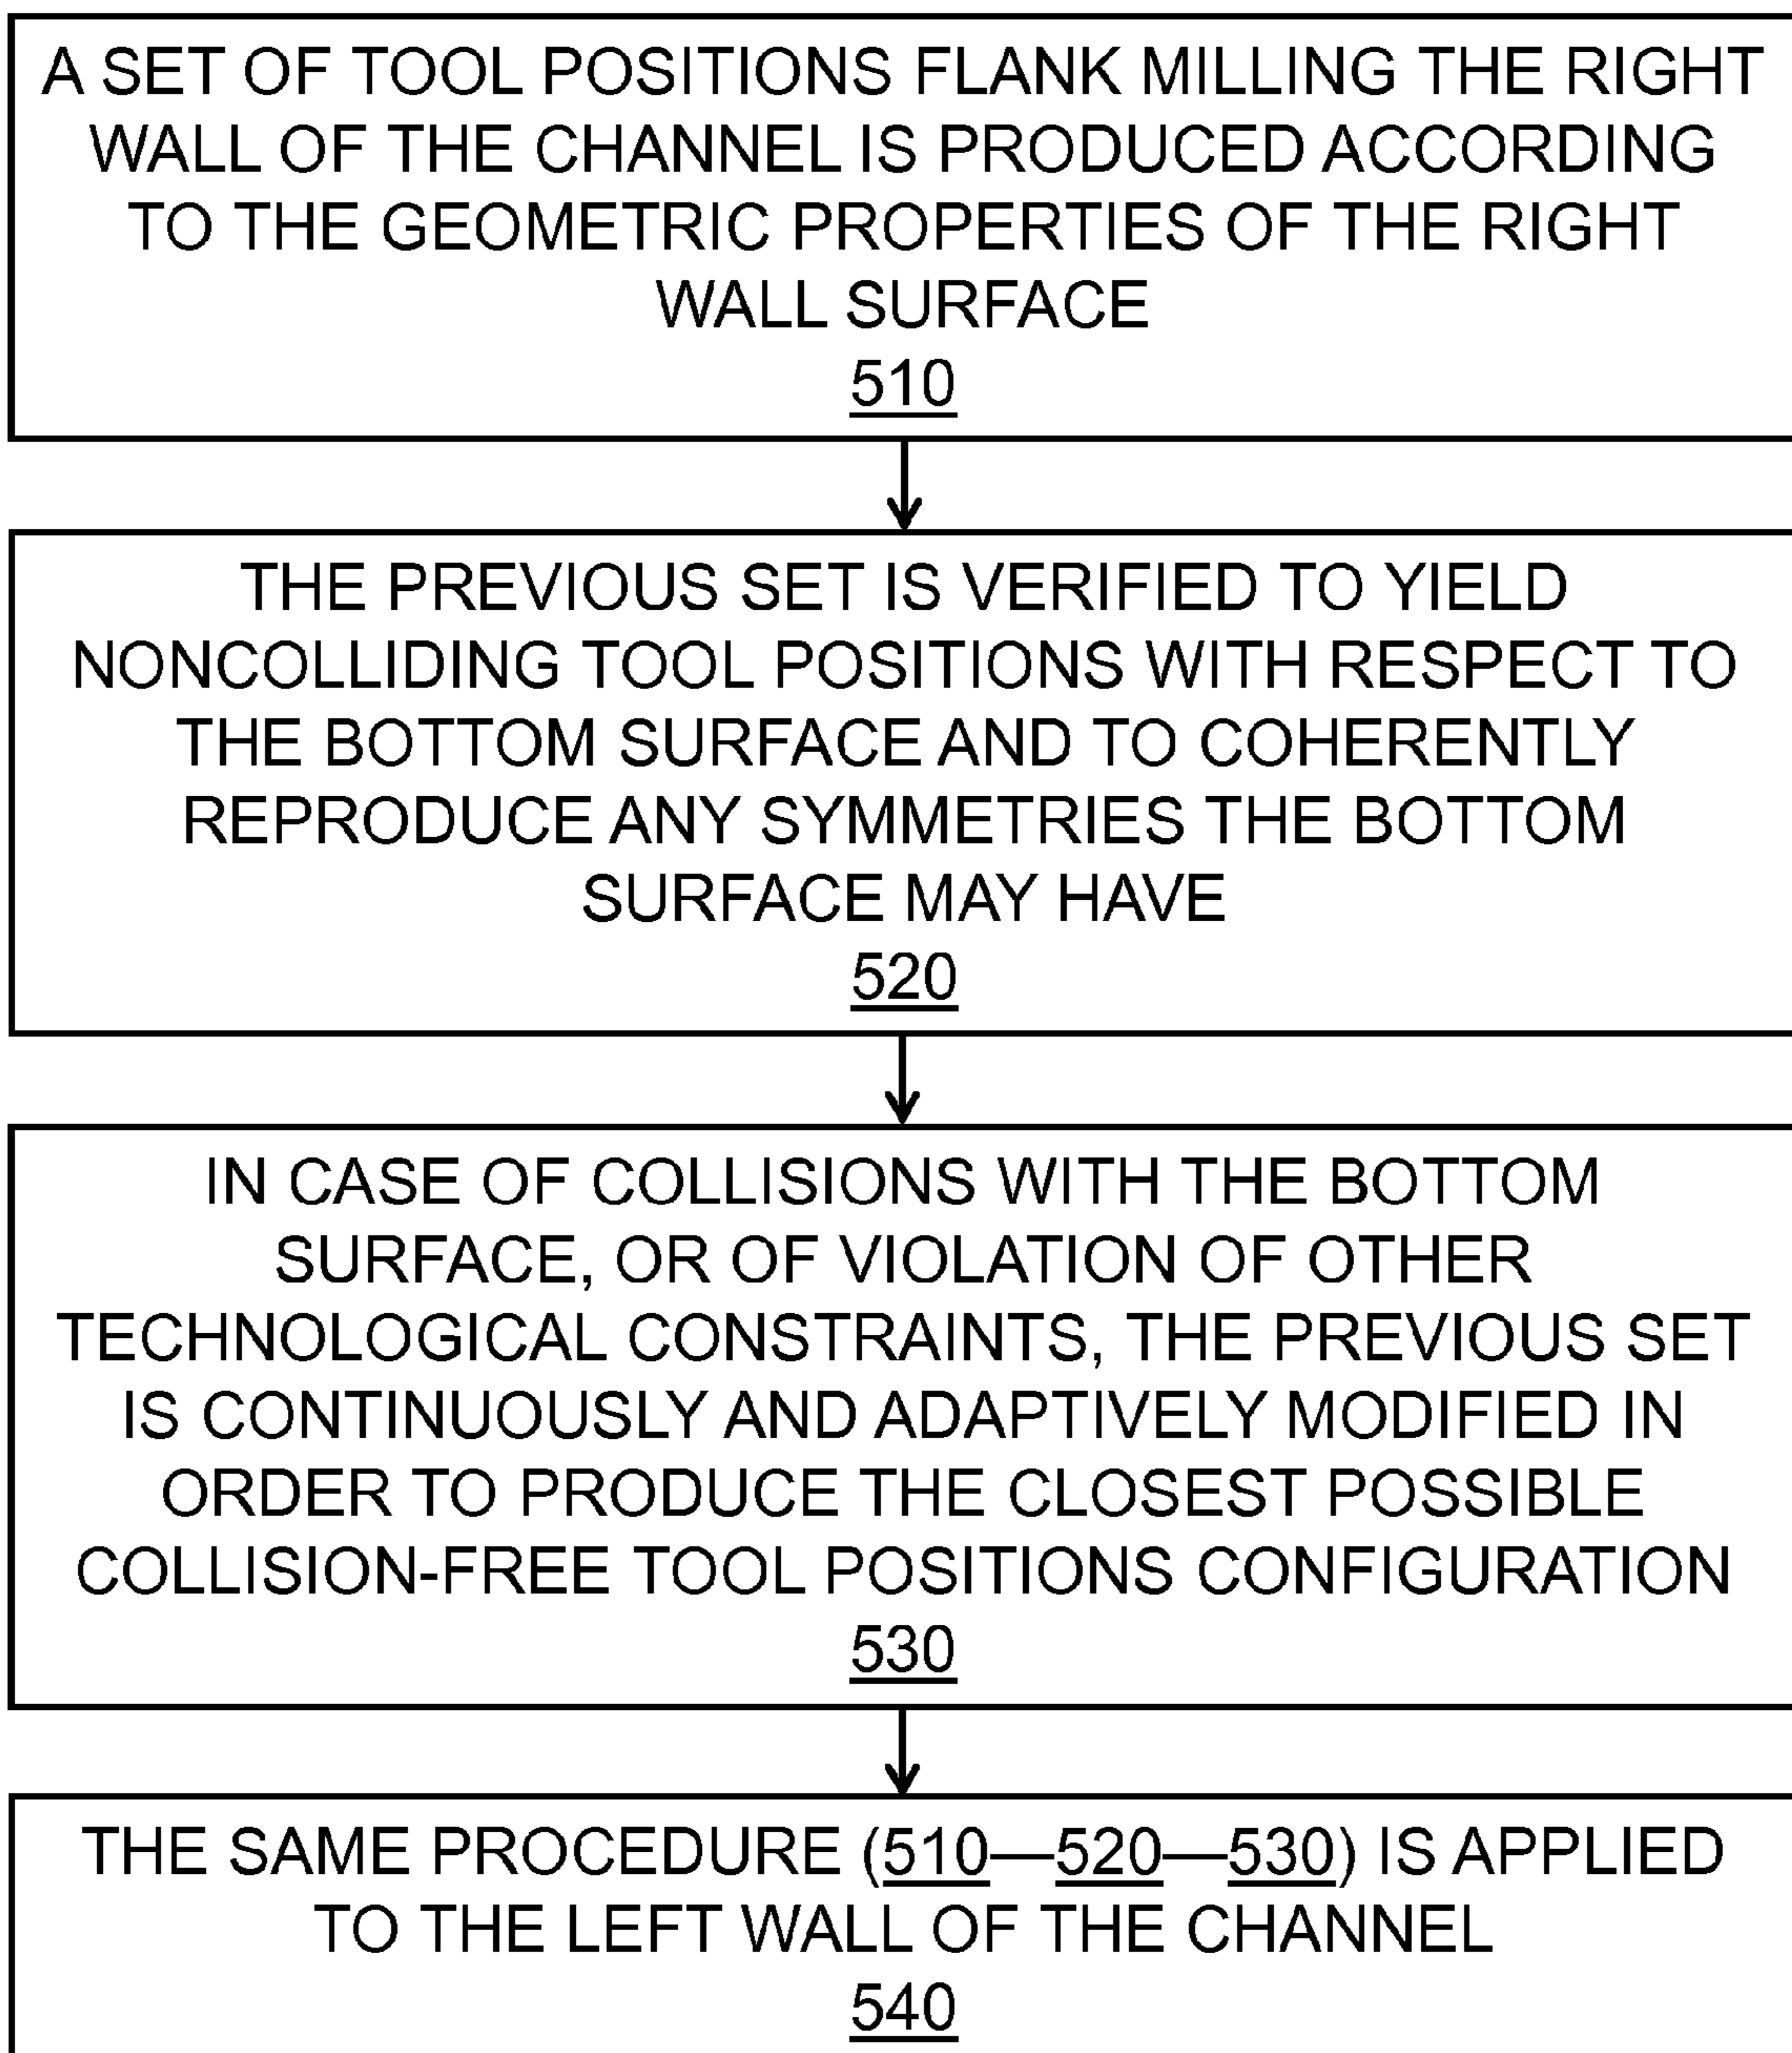 A SET OF TOOL POSITIONS FLANK MILLING THE RIGHT
WALL OF THE CHANNEL IS PRODUCED ACCORDING
TO THE GEOMETRIC PROPERTIES OF THE RIGHT
WALL SURFACE
510
THE PREVIOUS SET IS VERIFIED TO YIELD
NONCOLLIDING TOOL POSITIONS WITH RESPECT TO
THE BOTTOM SURFACE AND TO COHERENTLY
REPRODUCE ANY SYMMETRIES THE BOTTOM
SURFACE MAY HAVE
520
IN CASE OF COLLISIONS WITH THE BOTTOM
SURFACE, OR OF VIOLATION OF OTHER
TECHNOLOGICAL CONSTRAINTS, THE PREVIOUS SET
IS CONTINUOUSLY AND ADAPTIVELY MODIFIED IN
ORDER TO PRODUCE THE CLOSEST POSSIBLE
COLLISION-FREE TOOL POSITIONS CONFIGURATION
530
THE SAME PROCEDURE (510—520—530) IS APPLIED
TO THE LEFT WALL OF THE CHANNEL
540